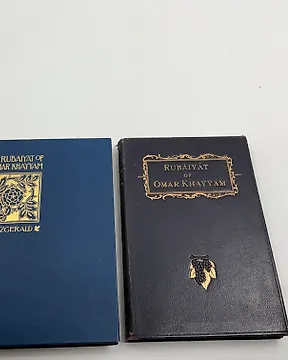 RUBAIYAT OF
OMAR KHAYYAM
FITZGERALD
RUBAIYAT
OF
OMAR KHAYYAM